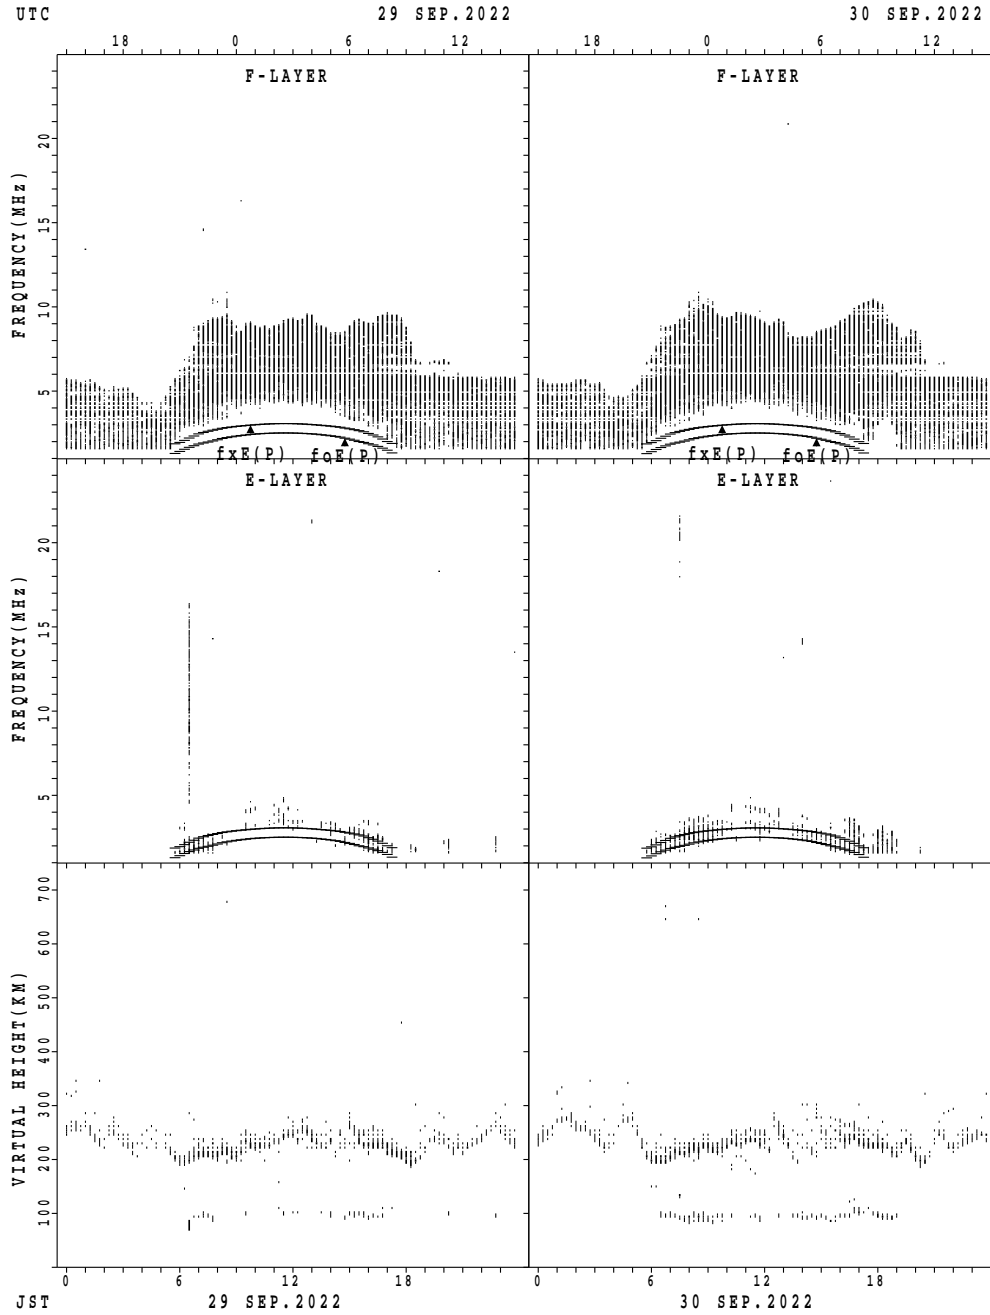 UTC 29 SEP.2022 30 SEP.2022
18 0 6 12 18 0 6 12
F-LAYER F-LAYER
FREQUENCY(MHz)
20
15
10
5
fxE(P) foE(P) fxE(P) foE(P)
E-LAYER E-LAYER
FREQUENCY(MHz)
20
15
10
5
VIRTUAL HEIGHT(KM)
700
600
500
400
300
200
100
0 6 12 18 0 6 12 18
JST 29 SEP.2022 30 SEP.2022